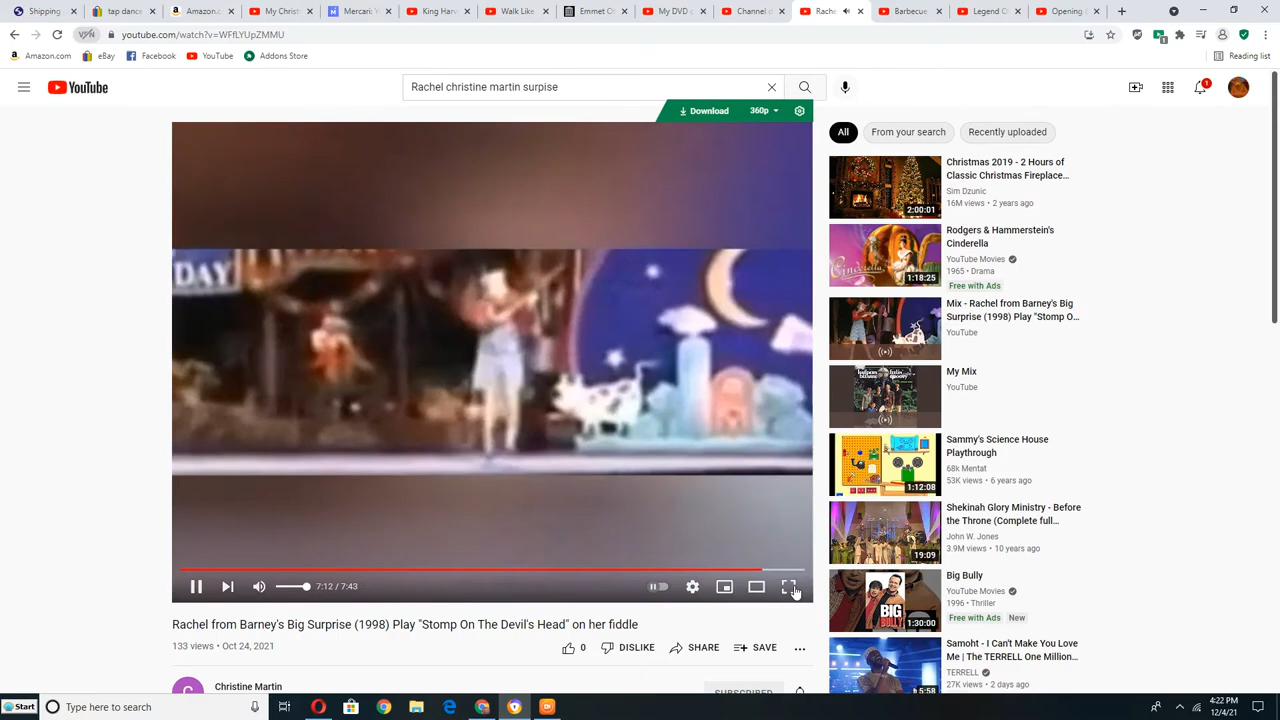 Shipping
tap dance
Amazon.c
My Christ
Mercaric Y
King Harv
Walk Like
Emmet O
My DVD c
Channel c
Rache
Barbecue
Legend C
Opening
youtube.com/watch?v=WFfLYUpZMMU
Amazon.com
eBay
Facebook
YouTube
Addons Store
Reading list
YouTube
Rachel christine martin surpise
1
Download 360p
All
From your search
Recently uploaded
Christmas 2019 - 2 Hours of
Classic Christmas Fireplace...
Sim Dzunic
16M views • 2 years ago
2:00:01
Rodgers & Hammerstein's
Cinderella
YouTube Movies
1965 • Drama
Free with Ads
Cinderella
1:18:25
Mix - Rachel from Barney's Big
Surprise (1998) Play "Stomp O...
YouTube
My Mix
YouTube
Sammy's Science House
Playthrough
68k Mentat
53K views • 6 years ago
1:12:08
Shekinah Glory Ministry - Before
the Throne (Complete full...
John W. Jones
3.9M views • 10 years ago
19:09
Big Bully
YouTube Movies
1996 • Thriller
Free with Ads New
BIG
BULLY
1:30:00
Samoht - I Can't Make You Love
Me | The TERRELL One Million...
TERRELL
27K views • 2 days ago
5:58
7:12 / 7:43
Rachel from Barney's Big Surprise (1998) Play "Stomp On The Devil's Head" on her fiddle
133 views • Oct 24, 2021
0
DISLIKE
SHARE
SAVE
C
Christine Martin
SUBSCRIBED
Start
Type here to search
4:22 PM
12/4/21